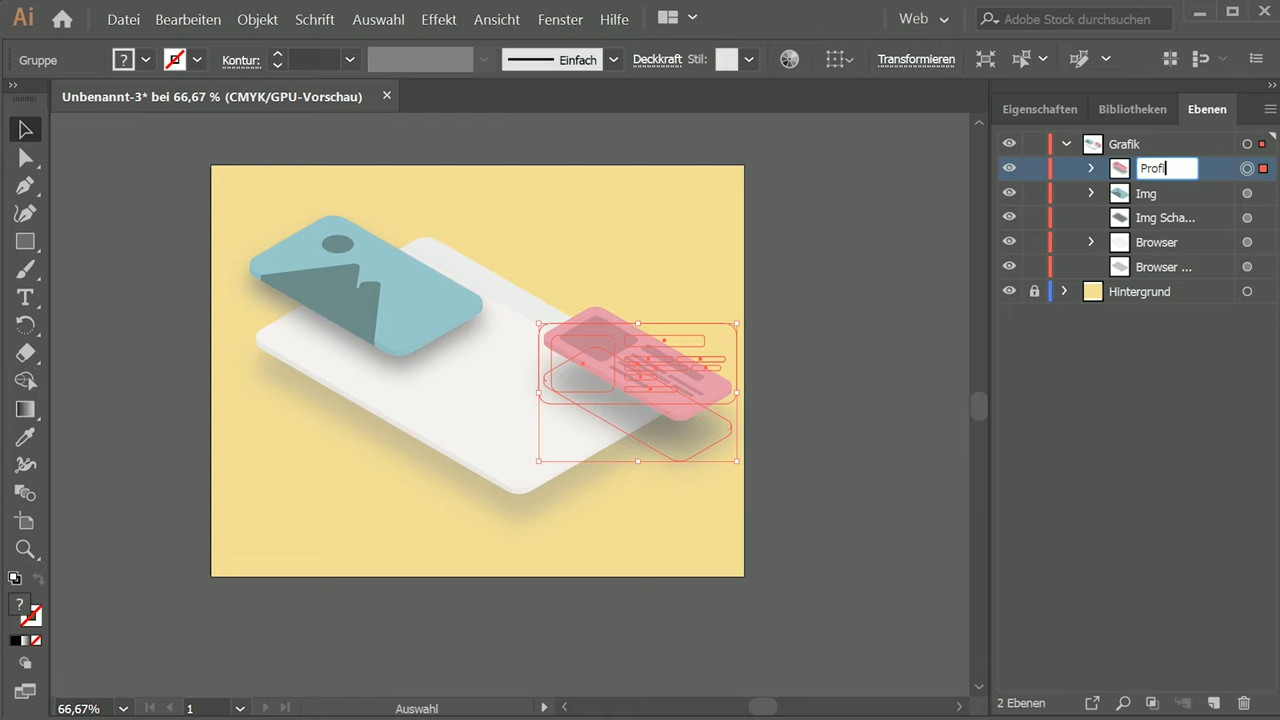 Ai Datei Bearbeiten Objekt Schrift Auswahl Effekt Ansicht Fenster Hilfe Web Adobe Stock durchsuchen
Gruppe ? Kontur: Einfach Deckkraft Stil: Transformieren
Unbenannt-3* bei 66,67 % (CMYK/GPU-Vorschau)
Eigenschaften Bibliotheken Ebenen
Grafik
Profi
Img
Img Scha...
Browser
Browser ...
Hintergrund
?
66,67% 1 Auswahl
2 Ebenen